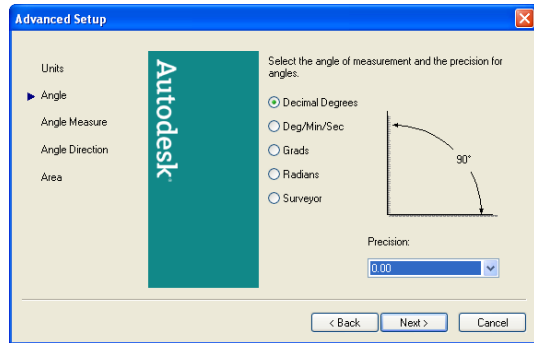 Advanced Setup
Units
Angle
Angle Measure
Angle Direction
Area
Autodesk
Select the angle of measurement and the precision for
angles.
Decimal Degrees
Deg/Min/Sec
Grads
Radians
Surveyor
90°
Precision:
0.00
< Back
Next >
Cancel